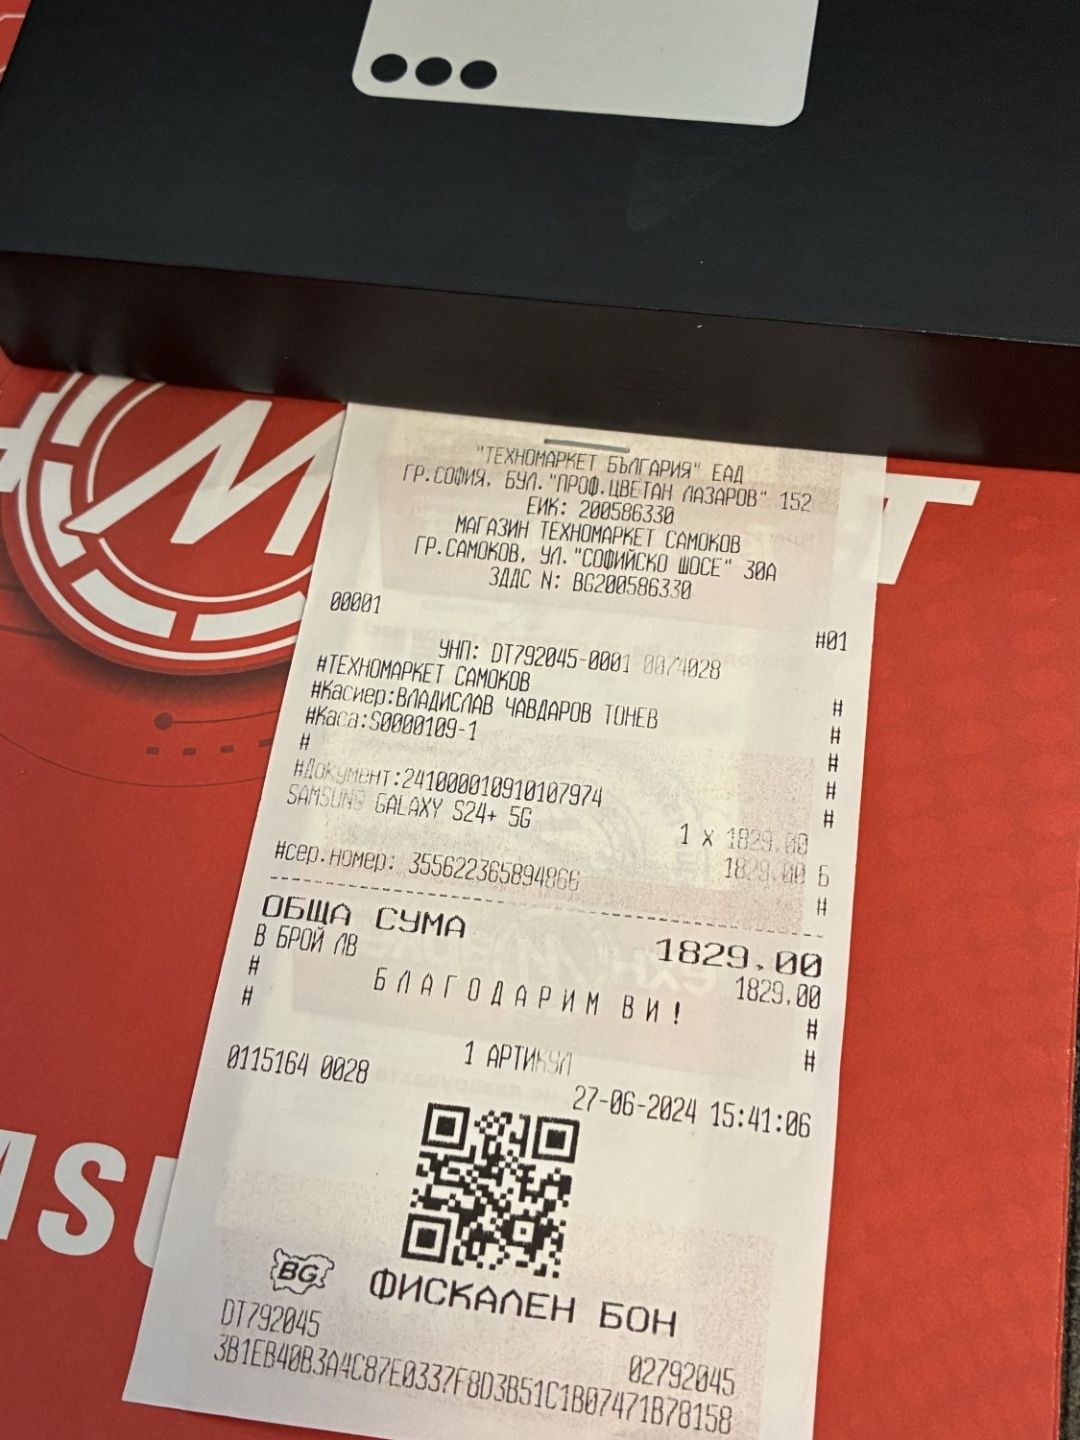 "ТЕХНОМАРКЕТ БЪЛГАРИЯ" ЕАД
ГР.СОФИЯ, БУЛ."ПРОФ.ЦВЕТАН ЛАЗАРОВ" 152
ЕИК: 200586330
МАГАЗИН ТЕХНОМАРКЕТ САМОКОВ
ГР.САМОКОВ, УЛ."СОФИЙСКО ШОСЕ" 30А
ЗДДС N: BG200586330
00001 #01
УНП: DT792045-0001 0074028
#ТЕХНОМАРКЕТ САМОКОВ #
#Касиер:ВЛАДИСЛАВ ЧАВДАРОВ ТОНЕВ #
#Каса:S0000109-1 #
# #
#Документ:241000010910107974 #
SAMSUNG GALAXY S24+ 5G
1 x 1829.00
1829.00 Б
#сер.номер: 355622365894866 #
ОБЩА СУМА 1829.00
В БРОЙ ЛВ 1829.00
# БЛАГОДАРИМ ВИ! #
# #
1 АРТИКУЛ
0115164 0028 27-06-2024 15:41:06
BG ФИСКАЛЕН БОН
DT792045 02792045
3B1EB40B3A4C87E0337F8D3B51C1B07471B78158